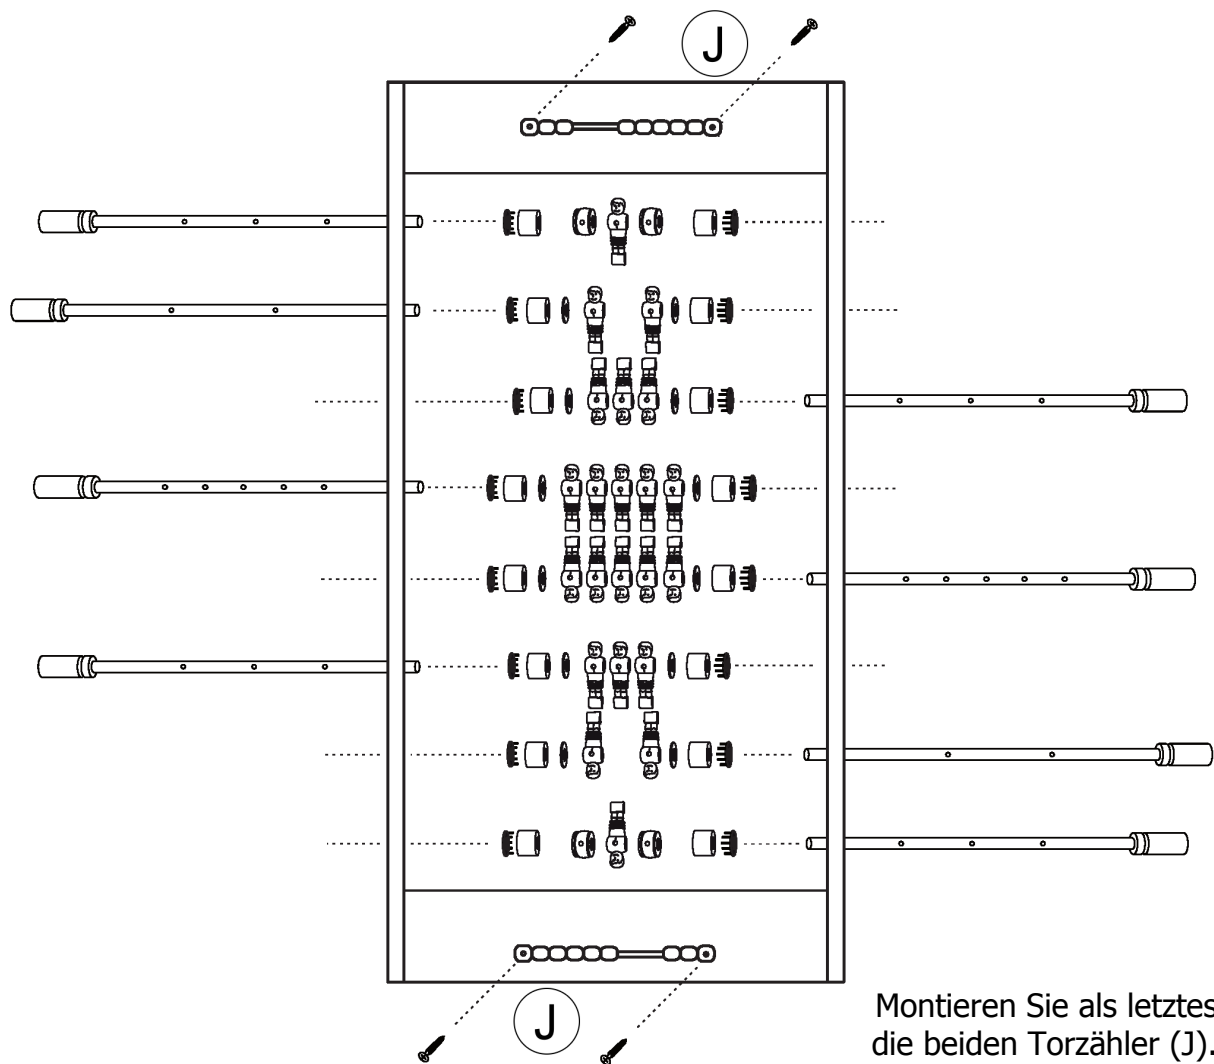 J
J
Montieren Sie als letztes
die beiden Torzähler (J).